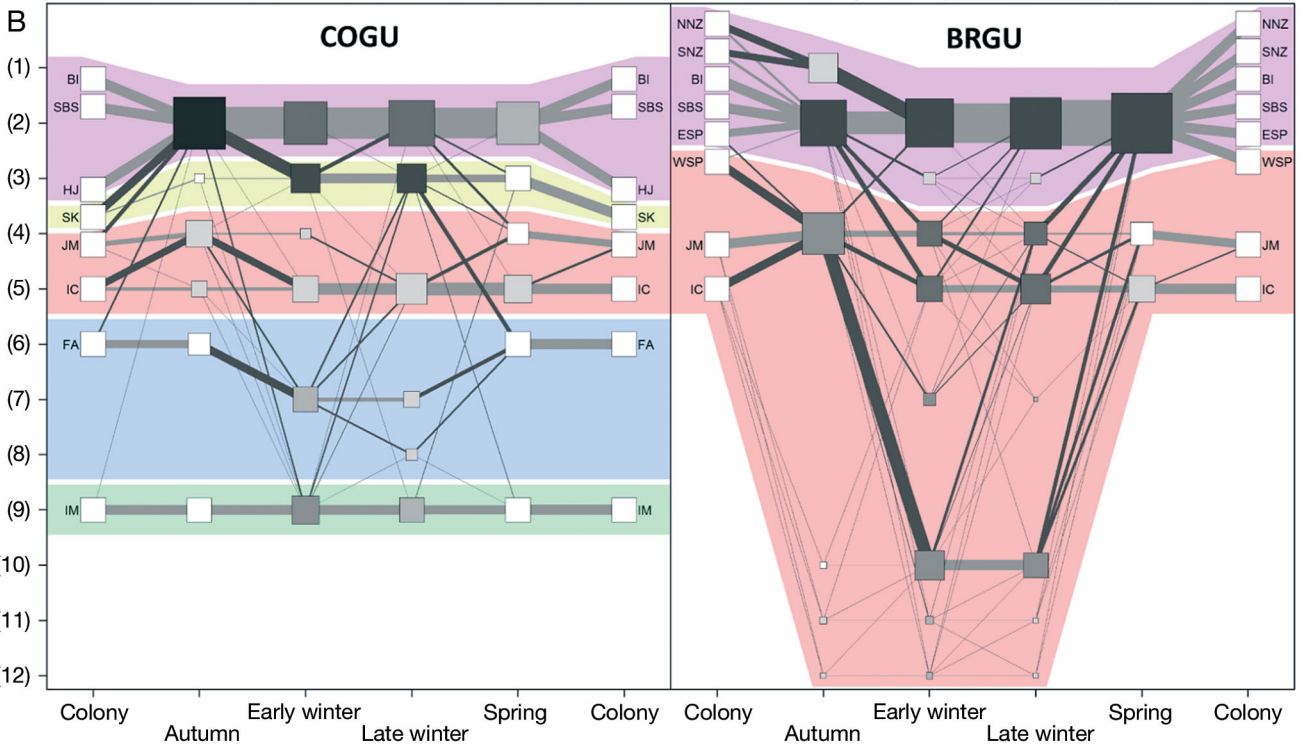 B
COGU
BRGU
(1)
(2)
(3)
(4)
(5)
(6)
(7)
(8)
(9)
(10)
(11)
(12)
BI
SBS
HJ
SK
JM
IC
FA
IM
BI
SBS
HJ
SK
JM
IC
FA
IM
NNZ
SNZ
BI
SBS
ESP
WSP
JM
IC
NNZ
SNZ
BI
SBS
ESP
WSP
JM
IC
Colony
Autumn
Early winter
Late winter
Spring
Colony
Colony
Autumn
Early winter
Late winter
Spring
Colony